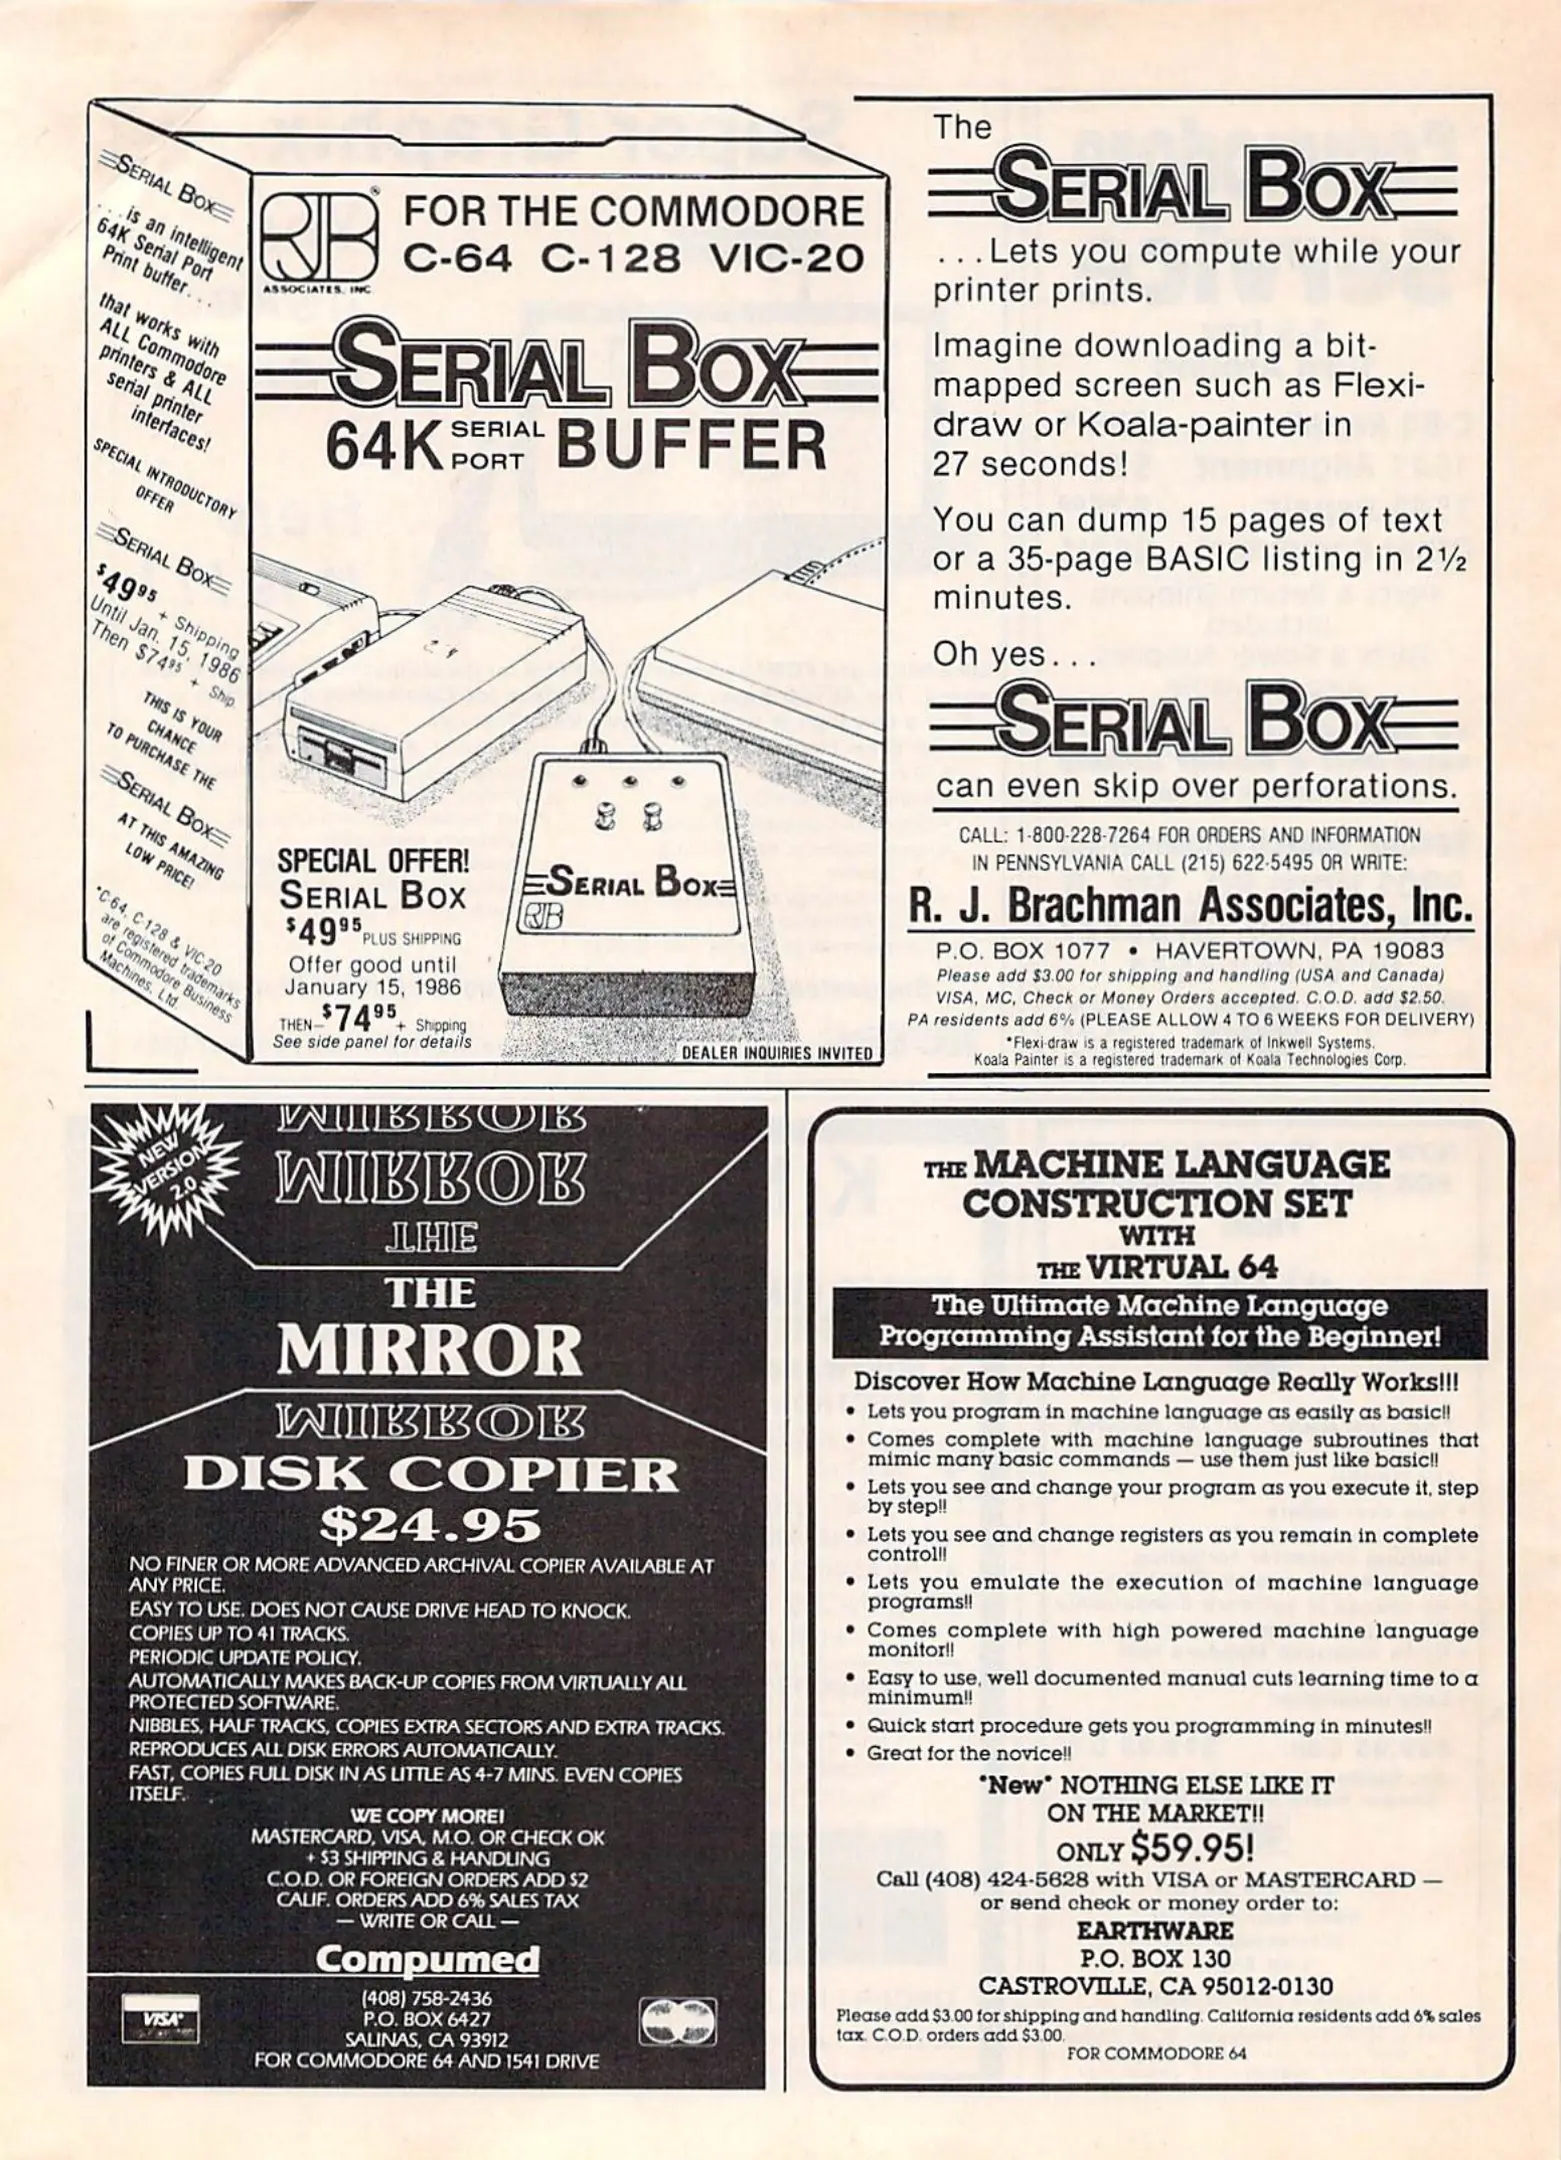 SERIAL BOX
. . . is an intelligent
64K Serial Port
Print buffer. . .
that works with
ALL Commodore
printers & ALL
serial printer
interfaces!
SPECIAL INTRODUCTORY
OFFER
SERIAL BOX
$49⁹⁵ + Shipping
Until Jan. 15, 1986
Then $74⁹⁵ + Ship.
THIS IS YOUR
CHANCE
TO PURCHASE THE
SERIAL BOX
AT THIS AMAZING
LOW PRICE!
*C-64, C-128 & VIC-20
are registered trademarks
of Commodore Business
Machines, Ltd.
RJB®
ASSOCIATES, INC
FOR THE COMMODORE
C-64 C-128 VIC-20
SERIAL BOX
64K SERIAL PORT BUFFER
SERIAL BOX
RJB
SPECIAL OFFER!
SERIAL BOX
$49⁹⁵ PLUS SHIPPING
Offer good until
January 15, 1986
THEN—$74⁹⁵ + Shipping
See side panel for details
DEALER INQUIRIES INVITED
The
SERIAL BOX
. . . Lets you compute while your
printer prints.
Imagine downloading a bit-
mapped screen such as Flexi-
draw or Koala-painter in
27 seconds!
You can dump 15 pages of text
or a 35-page BASIC listing in 2½
minutes.
Oh yes. . .
SERIAL BOX
can even skip over perforations.
CALL: 1-800-228-7264 FOR ORDERS AND INFORMATION
IN PENNSYLVANIA CALL (215) 622-5495 OR WRITE:
R. J. Brachman Associates, Inc.
P.O. BOX 1077 • HAVERTOWN, PA 19083
Please add $3.00 for shipping and handling (USA and Canada)
VISA, MC, Check or Money Orders accepted. C.O.D. add $2.50.
PA residents add 6% (PLEASE ALLOW 4 TO 6 WEEKS FOR DELIVERY)
*Flexi-draw is a registered trademark of Inkwell Systems.
Koala Painter is a registered trademark of Koala Technologies Corp.
NEW
VERSION
2.0
MIRROR
MIRROR
THE
THE
MIRROR
MIRROR
DISK COPIER
$24.95
NO FINER OR MORE ADVANCED ARCHIVAL COPIER AVAILABLE AT
ANY PRICE.
EASY TO USE. DOES NOT CAUSE DRIVE HEAD TO KNOCK.
COPIES UP TO 41 TRACKS.
PERIODIC UPDATE POLICY.
AUTOMATICALLY MAKES BACK-UP COPIES FROM VIRTUALLY ALL
PROTECTED SOFTWARE.
NIBBLES, HALF TRACKS, COPIES EXTRA SECTORS AND EXTRA TRACKS.
REPRODUCES ALL DISK ERRORS AUTOMATICALLY.
FAST, COPIES FULL DISK IN AS LITTLE AS 4-7 MINS. EVEN COPIES
ITSELF.
WE COPY MORE!
MASTERCARD, VISA, M.O. OR CHECK OK
+ $3 SHIPPING & HANDLING
C.O.D. OR FOREIGN ORDERS ADD $2
CALIF. ORDERS ADD 6% SALES TAX
— WRITE OR CALL —
Compumed
VISA
(408) 758-2436
P.O. BOX 6427
SALINAS, CA 93912
FOR COMMODORE 64 AND 1541 DRIVE
THE MACHINE LANGUAGE
CONSTRUCTION SET
WITH
THE VIRTUAL 64
The Ultimate Machine Language
Programming Assistant for the Beginner!
Discover How Machine Language Really Works!!!
• Lets you program in machine language as easily as basic!!
• Comes complete with machine language subroutines that
mimic many basic commands — use them just like basic!!
• Lets you see and change your program as you execute it, step
by step!!
• Lets you see and change registers as you remain in complete
control!!
• Lets you emulate the execution of machine language
programs!!
• Comes complete with high powered machine language
monitor!!
• Easy to use, well documented manual cuts learning time to a
minimum!!
• Quick start procedure gets you programming in minutes!!
• Great for the novice!!
*New* NOTHING ELSE LIKE IT
ON THE MARKET!!
ONLY $59.95!
Call (408) 424-5628 with VISA or MASTERCARD —
or send check or money order to:
EARTHWARE
P.O. BOX 130
CASTROVILLE, CA 95012-0130
Please add $3.00 for shipping and handling. California residents add 6% sales
tax. C.O.D. orders add $3.00.
FOR COMMODORE 64